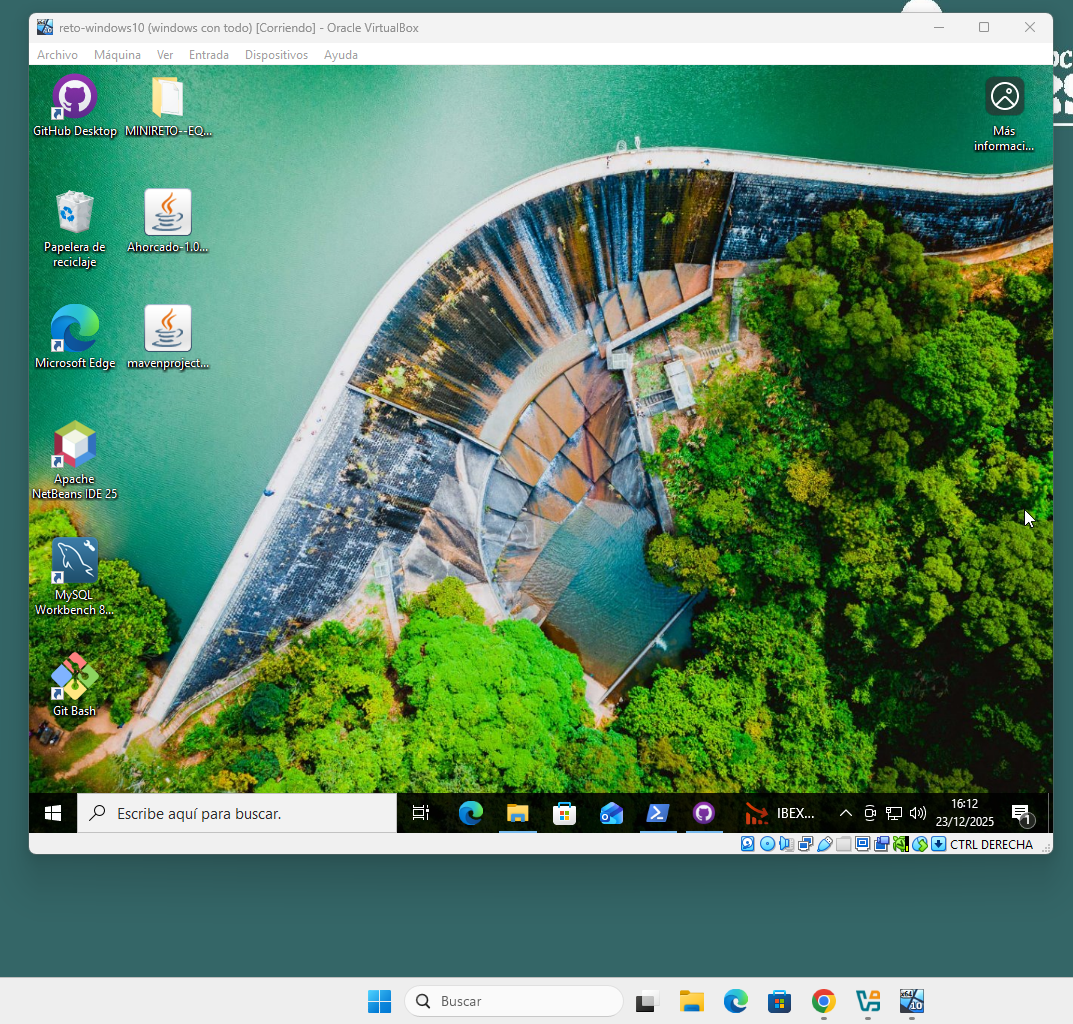 reto-windows10 (windows con todo) [Corriendo] - Oracle VirtualBox
Archivo Máquina Ver Entrada Dispositivos Ayuda
GitHub Desktop
MINIRETO--EQ...
Más
informaci...
Papelera de
reciclaje
Ahorcado-1.0...
Microsoft Edge
mavenproject...
Apache
NetBeans IDE 25
MySQL
Workbench 8...
Git Bash
Escribe aquí para buscar.
IBEX...
16:12
23/12/2025
1
CTRL DERECHA
Buscar